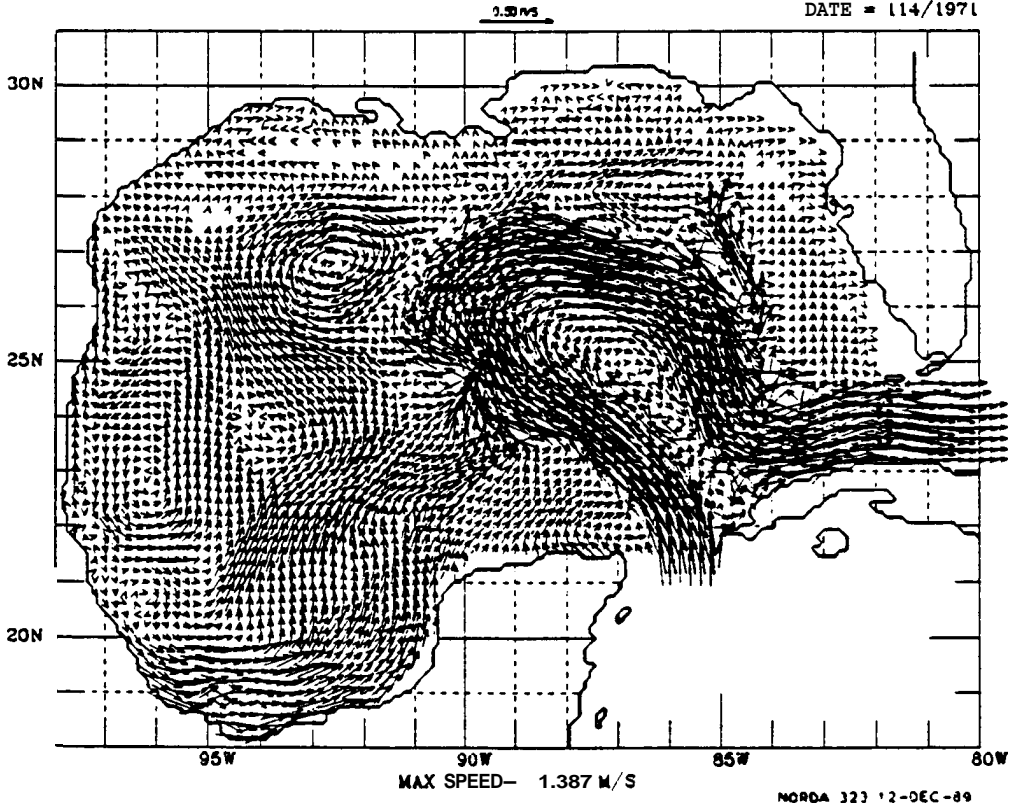 0.50 M/S
DATE = 114/1971
30N
25N
20N
95W
90W
85W
80W
MAX SPEED— 1.387 M/S
NORDA 323 12-DEC-89